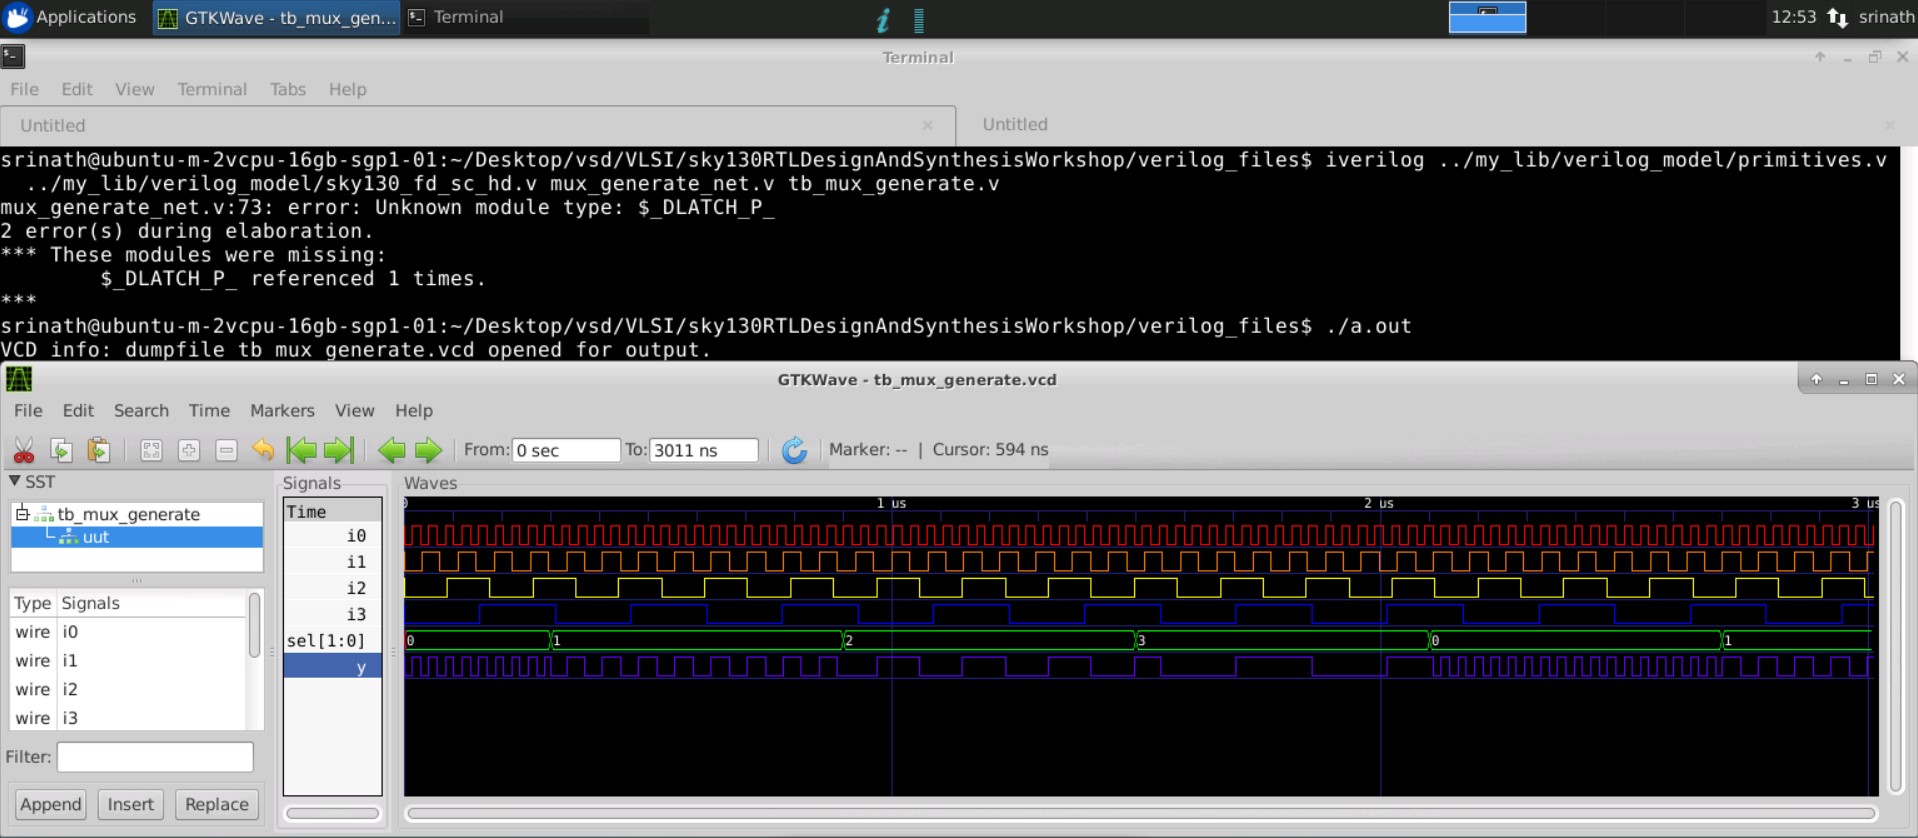 Applications GTKWave - tb_mux_gen... Terminal 12:53 srinath
Terminal
File Edit View Terminal Tabs Help
Untitled Untitled
srinath@ubuntu-m-2vcpu-16gb-sgp1-01:~/Desktop/vsd/VLSI/sky130RTLDesignAndSynthesisWorkshop/verilog_files$ iverilog ../my_lib/verilog_model/primitives.v
../my_lib/verilog_model/sky130_fd_sc_hd.v mux_generate_net.v tb_mux_generate.v
mux_generate_net.v:73: error: Unknown module type: $_DLATCH_P_
2 error(s) during elaboration.
*** These modules were missing:
$_DLATCH_P_ referenced 1 times.
***
srinath@ubuntu-m-2vcpu-16gb-sgp1-01:~/Desktop/vsd/VLSI/sky130RTLDesignAndSynthesisWorkshop/verilog_files$ ./a.out
VCD info: dumpfile tb_mux_generate.vcd opened for output.
GTKWave - tb_mux_generate.vcd
File Edit Search Time Markers View Help
From: 0 sec To: 3011 ns Marker: -- | Cursor: 594 ns
SST
tb_mux_generate
uut
Type Signals
wire i0
wire i1
wire i2
wire i3
Filter:
Append Insert Replace
Signals
Time
i0
i1
i2
i3
sel[1:0]
y
Waves
0 1 us 2 us 3 us
0 1 2 3 0 1